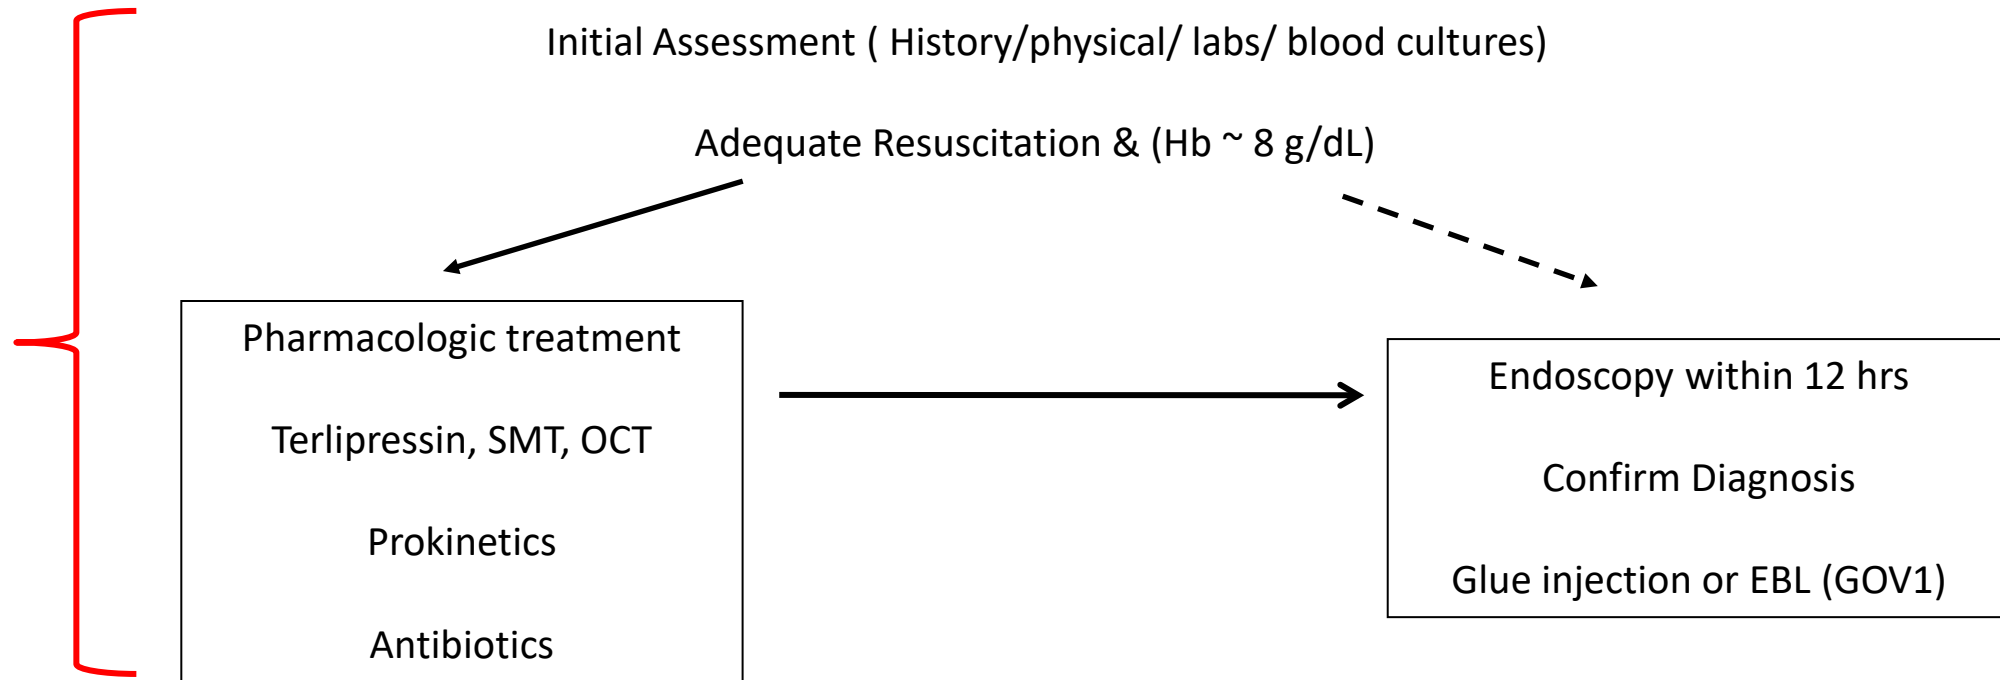 Initial Assessment ( History/physical/ labs/ blood cultures)
Adequate Resuscitation & (Hb ~ 8 g/dL)
Pharmacologic treatment
Terlipressin, SMT, OCT
Prokinetics
Antibiotics
Endoscopy within 12 hrs
Confirm Diagnosis
Glue injection or EBL (GOV1)